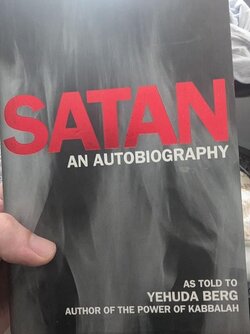 SATAN
AN AUTOBIOGRAPHY
AS TOLD TO
YEHUDA BERG
AUTHOR OF THE POWER OF KABBALAH